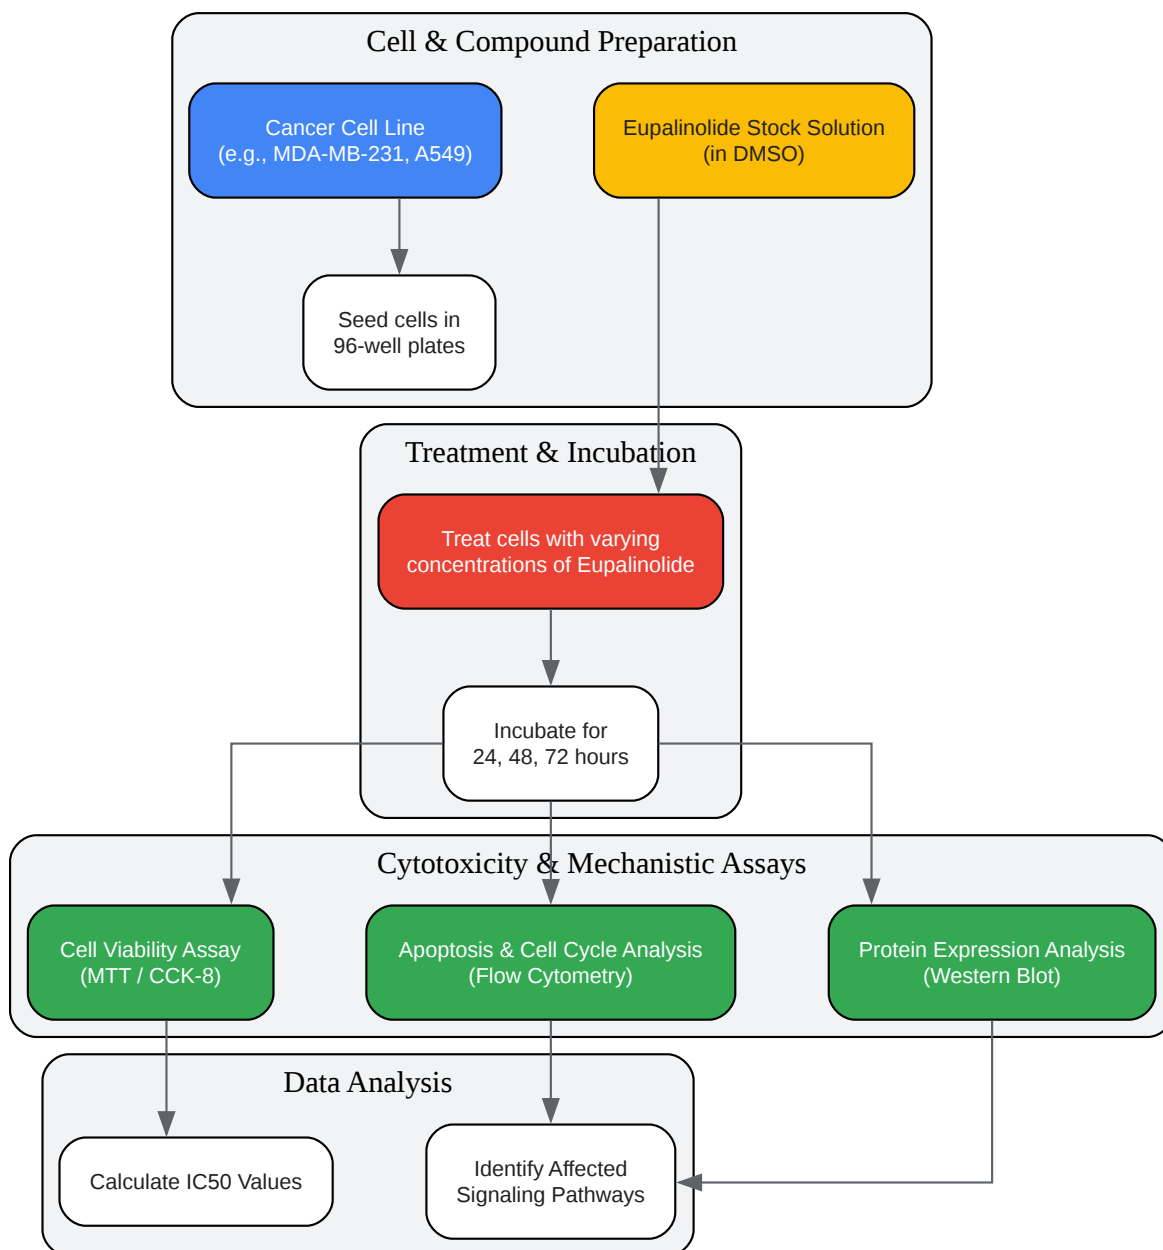 Cell & Compound Preparation
Cancer Cell Line
(e.g., MDA-MB-231, A549)
Eupalinolide Stock Solution
(in DMSO)
Seed cells in
96-well plates
Treatment & Incubation
Treat cells with varying
concentrations of Eupalinolide
Incubate for
24, 48, 72 hours
Cytotoxicity & Mechanistic Assays
Cell Viability Assay
(MTT / CCK-8)
Apoptosis & Cell Cycle Analysis
(Flow Cytometry)
Protein Expression Analysis
(Western Blot)
Data Analysis
Calculate IC50 Values
Identify Affected
Signaling Pathways